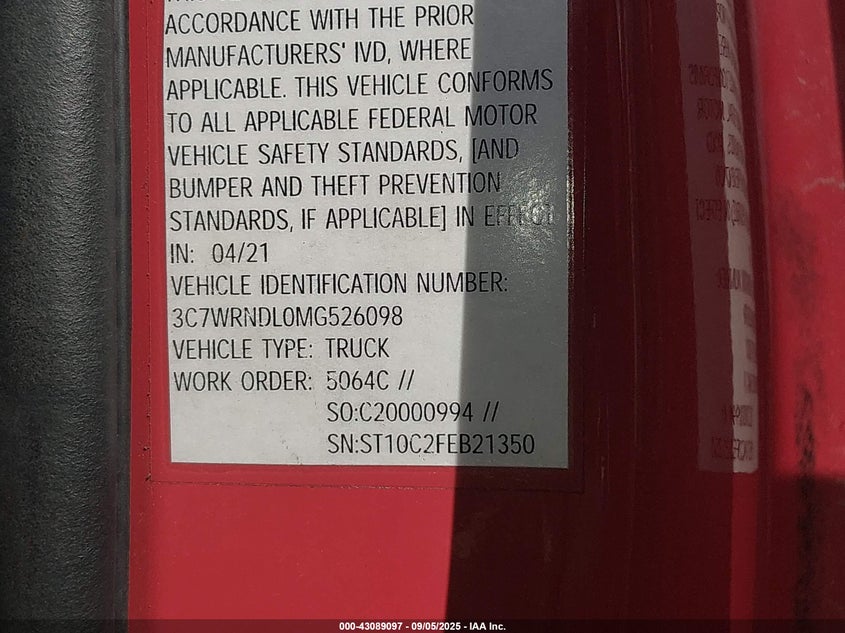 ACCORDANCE WITH THE PRIOR
MANUFACTURERS' IVD, WHERE
APPLICABLE. THIS VEHICLE CONFORMS
TO ALL APPLICABLE FEDERAL MOTOR
VEHICLE SAFETY STANDARDS, [AND
BUMPER AND THEFT PREVENTION
STANDARDS, IF APPLICABLE] IN EFFECT
IN: 04/21
VEHICLE IDENTIFICATION NUMBER:
3C7WRNDL0MG526098
VEHICLE TYPE: TRUCK
WORK ORDER: 5064C //
SO:C20000994 //
SN:ST10C2FEB21350
000-43089097 - 09/05/2025 - IAA Inc.